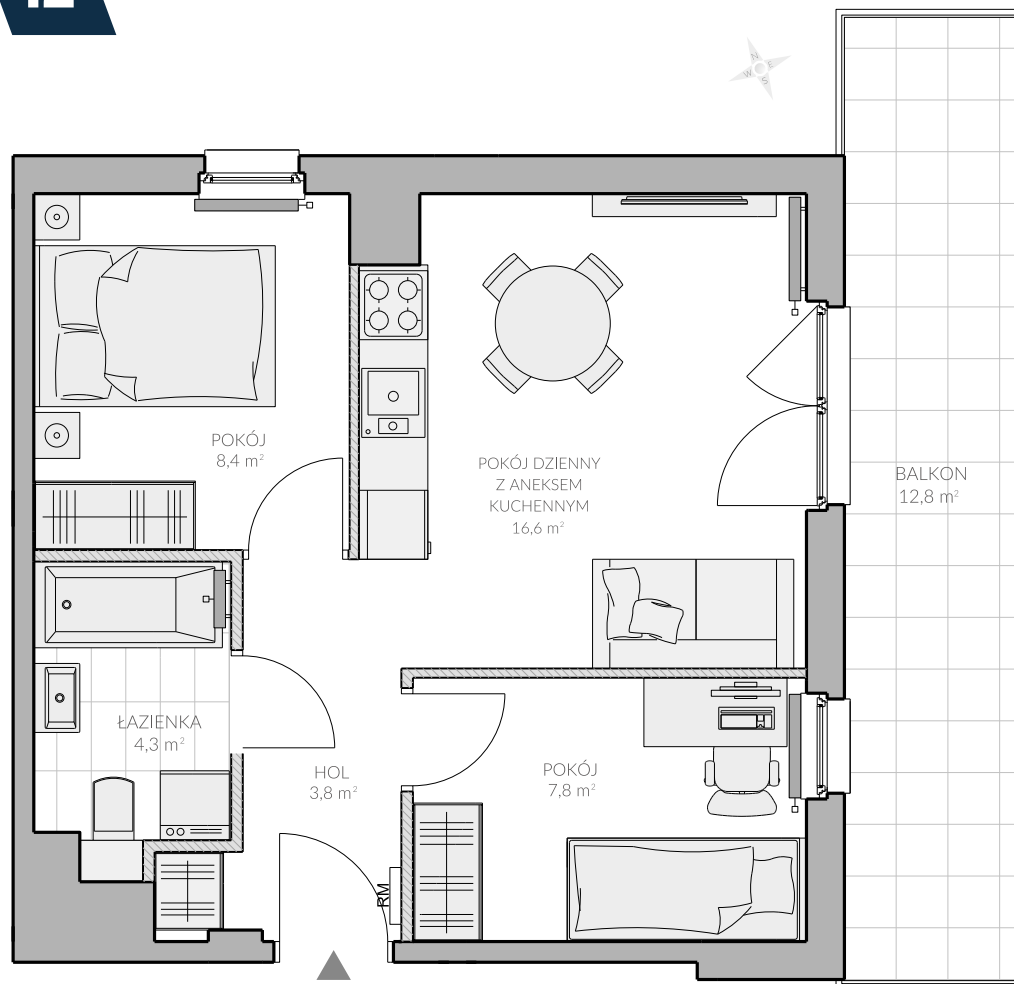 N
E
W
S
POKÓJ
8,4 m²
POKÓJ DZIENNY
Z ANEKSEM
KUCHENNYM
16,6 m²
BALKON
12,8 m²
ŁAZIENKA
4,3 m²
HOL
3,8 m²
POKÓJ
7,8 m²
RM